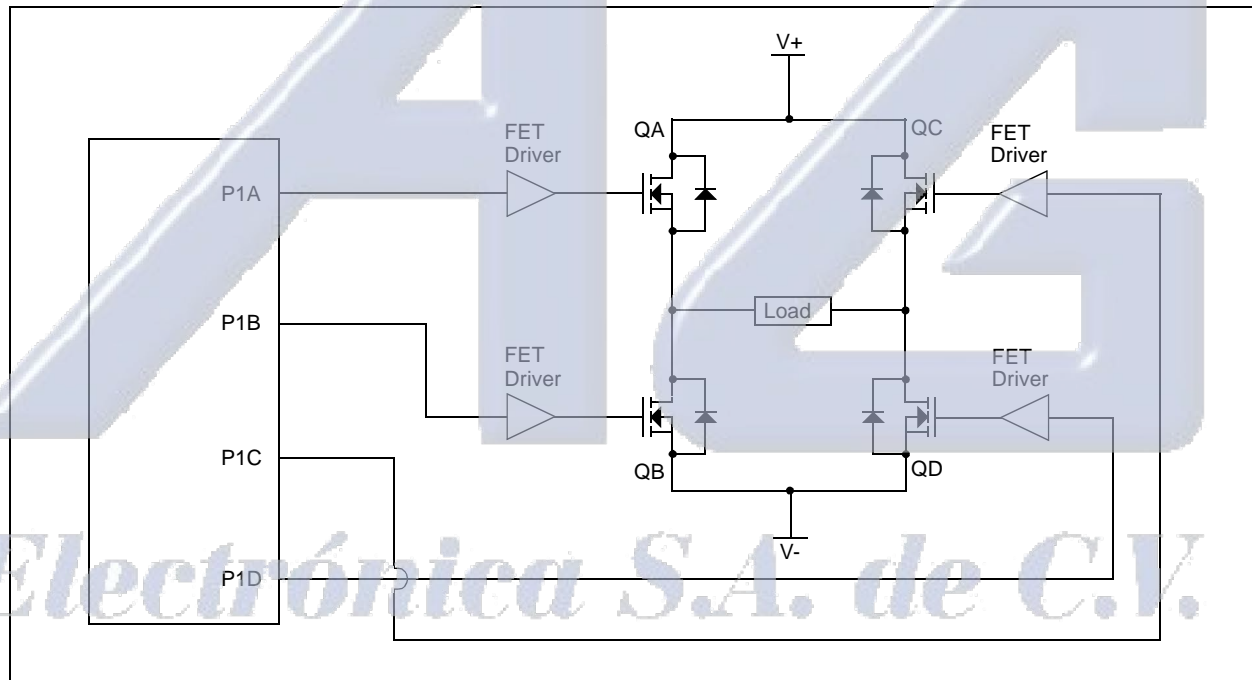 V+
QA
QC
FET
Driver
FET
Driver
P1A
Load
P1B
FET
Driver
FET
Driver
P1C
QB
QD
V-
P1D
AG
Electrónica S.A. de C.V.